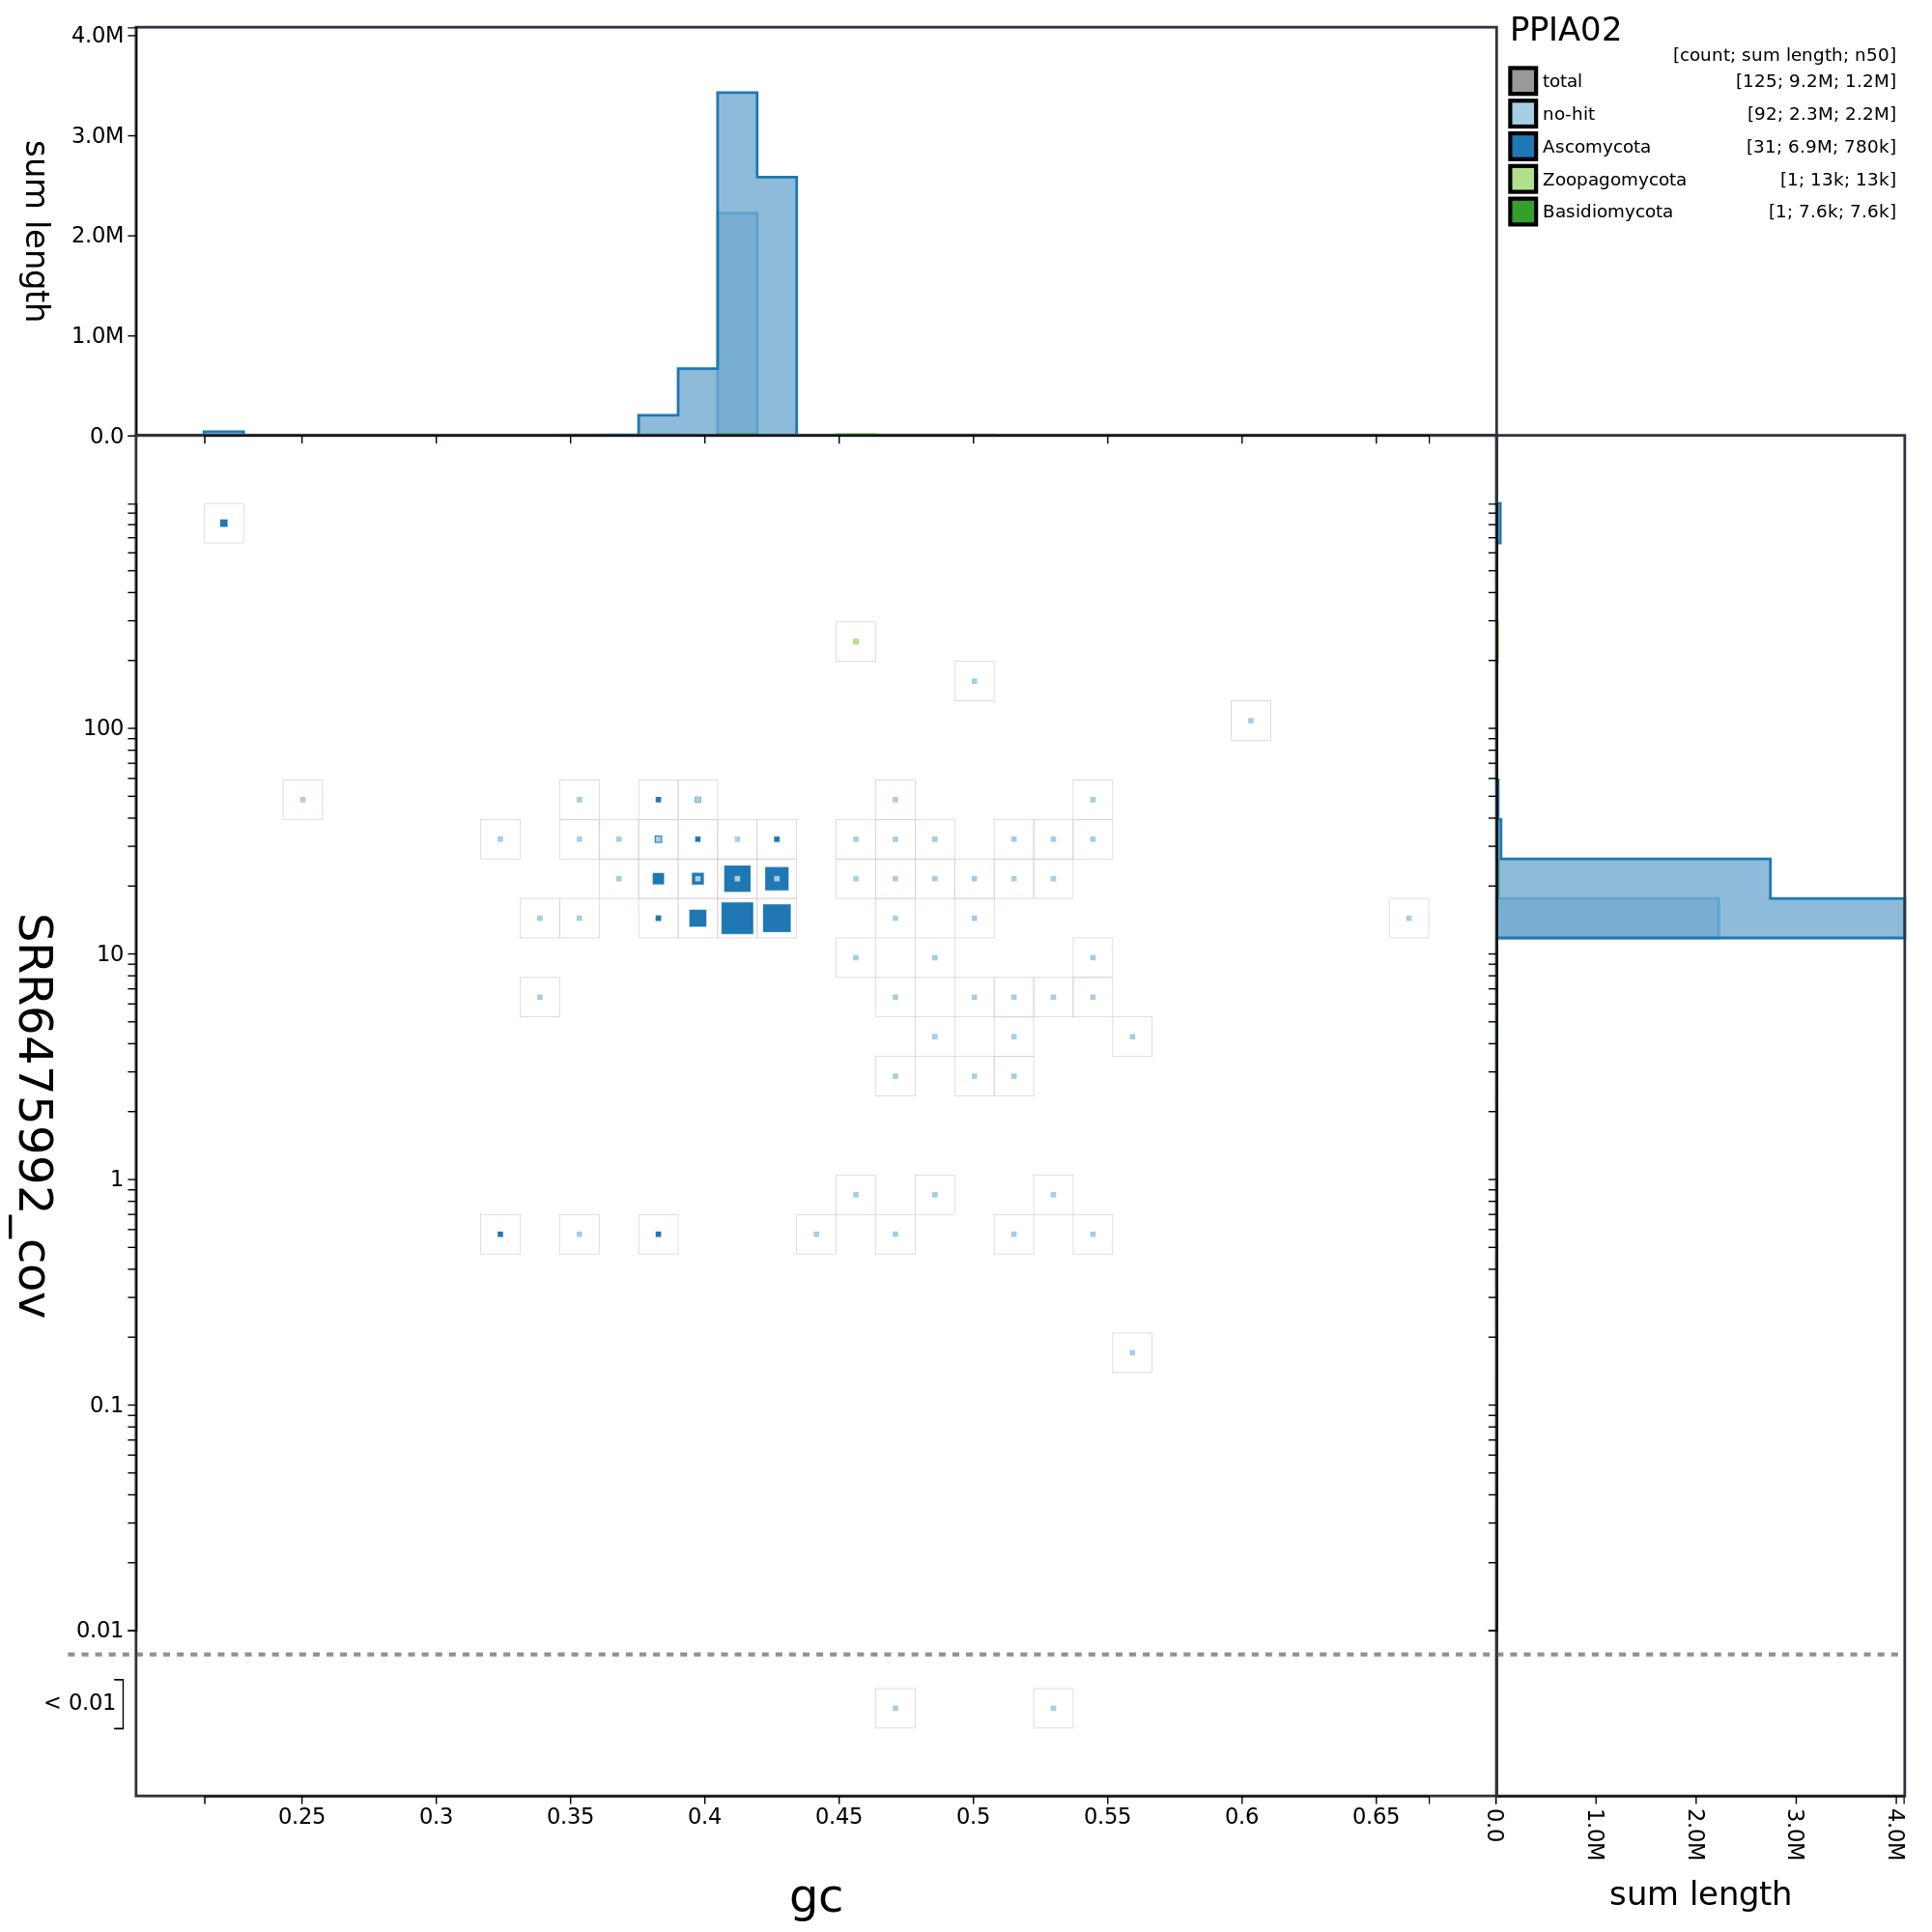 PPIA02
[count; sum length; n50]
total [125; 9.2M; 1.2M]
no-hit [92; 2.3M; 2.2M]
Ascomycota [31; 6.9M; 780k]
Zoopagomycota [1; 13k; 13k]
Basidiomycota [1; 7.6k; 7.6k]
sum length
4.0M
3.0M
2.0M
1.0M
0.0
SRR6475992_cov
100
10
1
0.1
0.01
< 0.01
0.25 0.3 0.35 0.4 0.45 0.5 0.55 0.6 0.65
gc
0.0 1.0M 2.0M 3.0M 4.0M
sum length